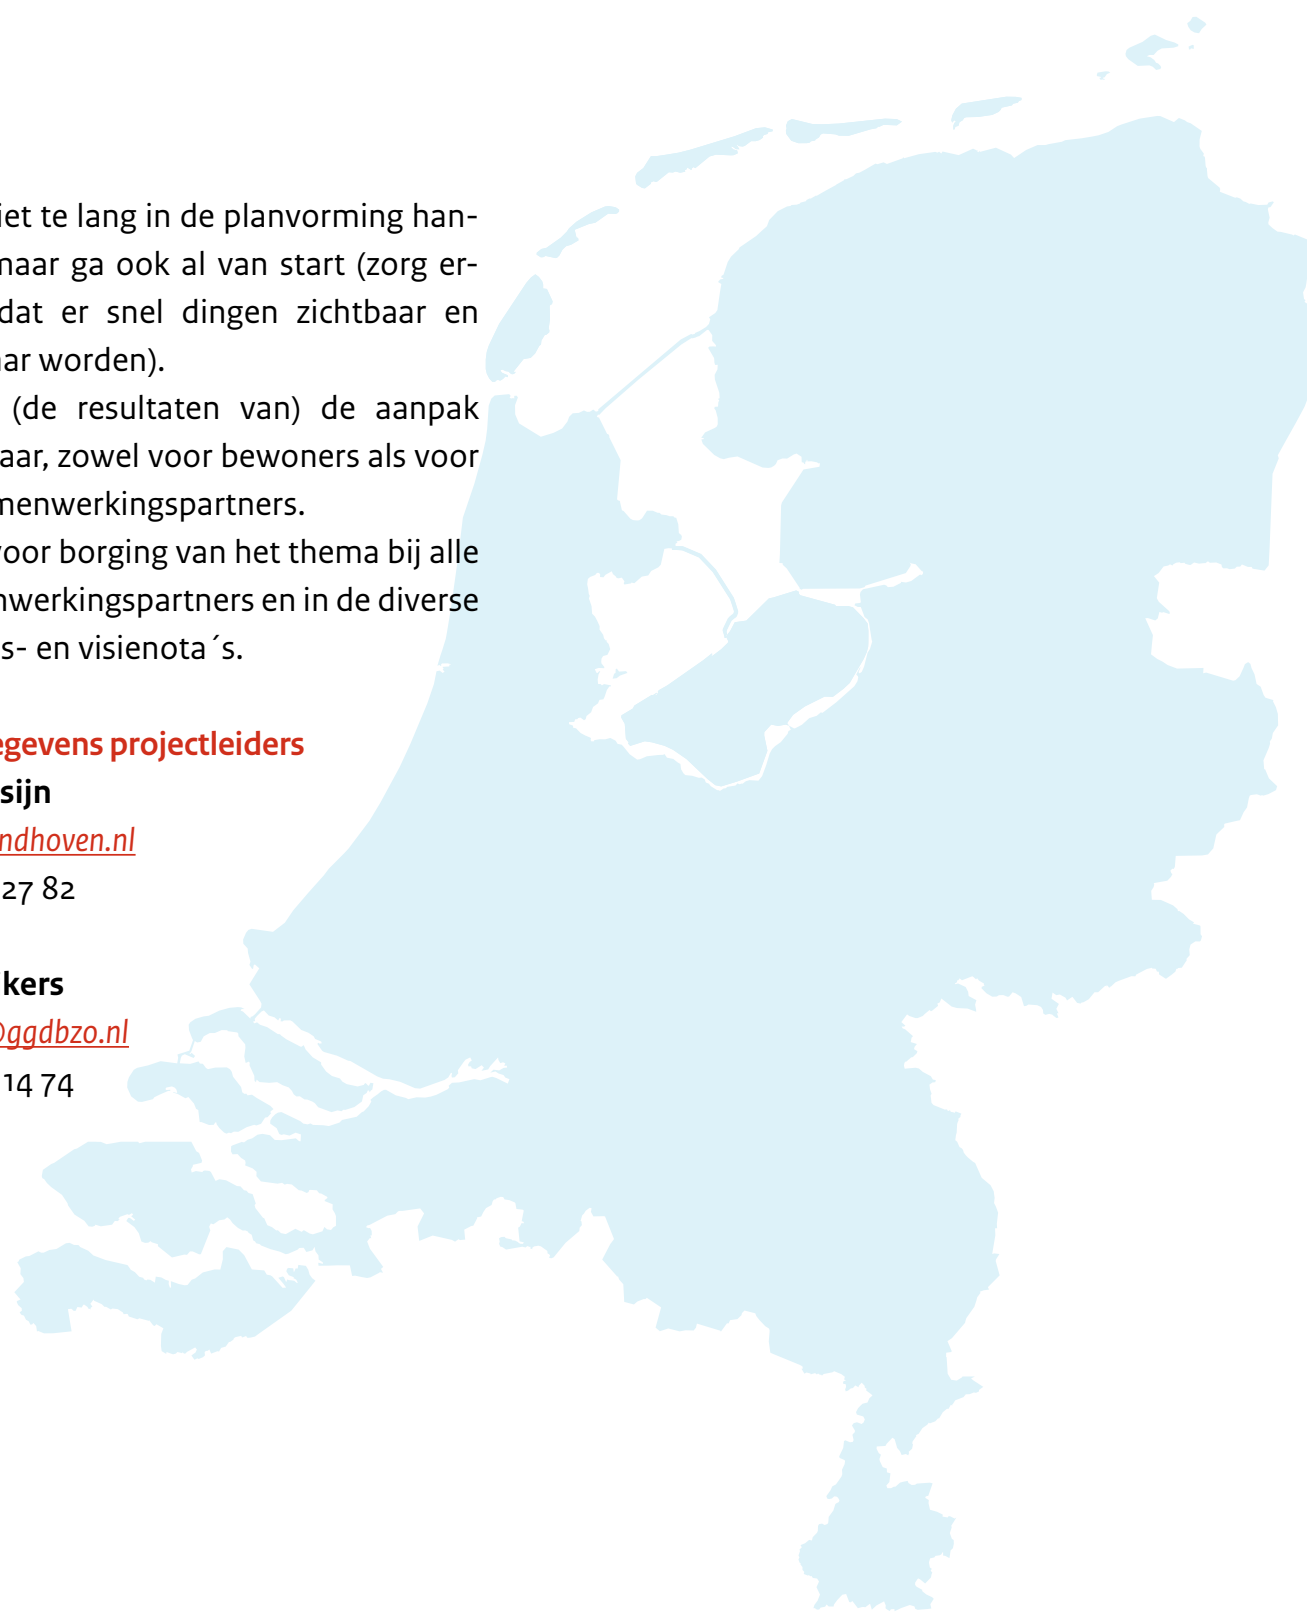 iet te lang in de planvorming han-
maar ga ook al van start (zorg er-
dat er snel dingen zichtbaar en
ar worden).
(de resultaten van) de aanpak
aar, zowel voor bewoners als voor
menwerkingspartners.
voor borging van het thema bij alle
nwerkingspartners en in de diverse
s- en visienota´s.
egevens projectleiders
sijn
ndhoven.nl
27 82
kers
@ggdbzo.nl
14 74